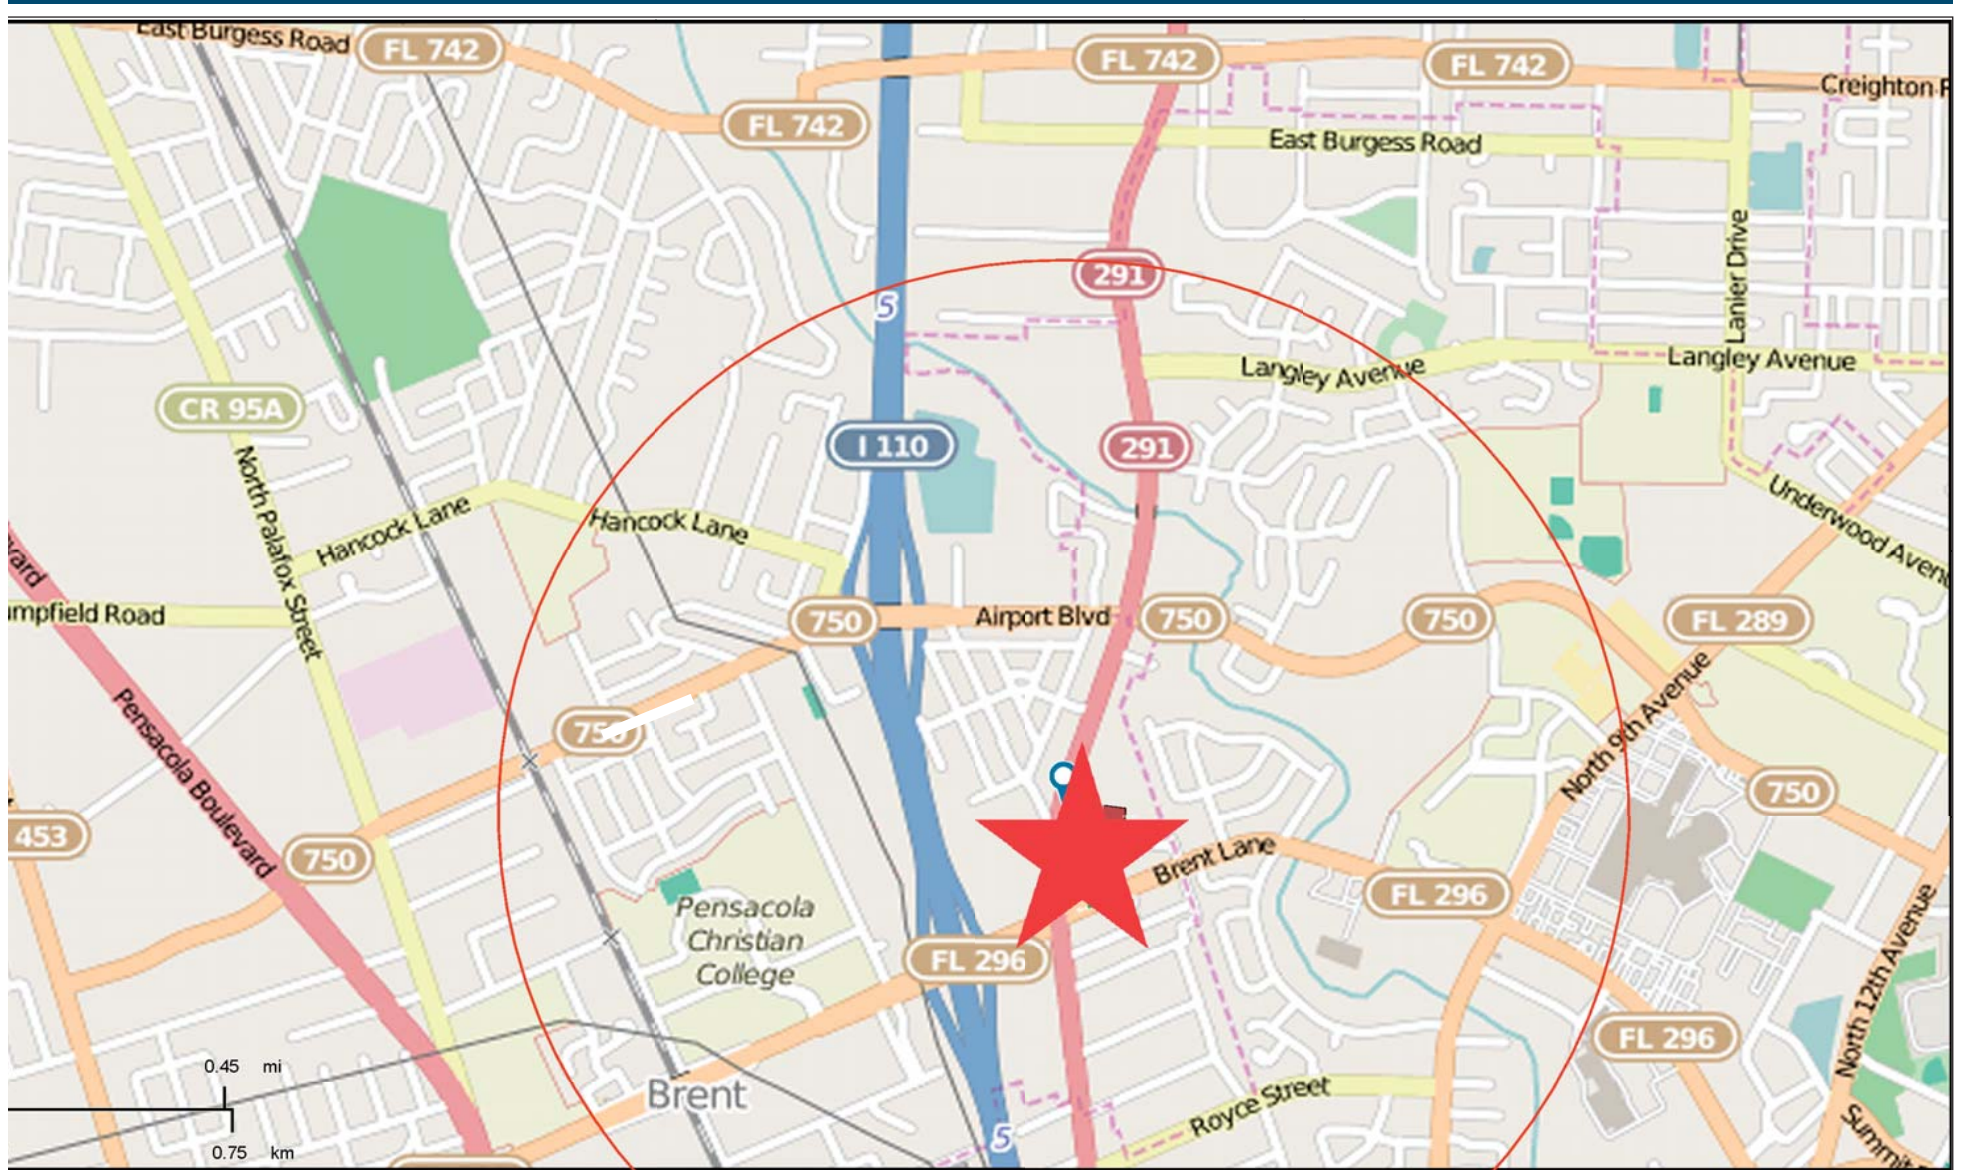 East Burgess Road
FL 742
FL 742
FL 742
FL 742
Creighton R
East Burgess Road
Lanier Drive
291
5
Langley Avenue
Langley Avenue
CR 95A
I 110
291
North Palafox Street
Hancock Lane
Hancock Lane
Underwood Aven
vard
mpfield Road
750
Airport Blvd
750
750
FL 289
Pensacola Boulevard
750
North 9th Avenue
750
453
750
Brent Lane
FL 296
Pensacola
Christian
College
FL 296
North 12th Avenue
FL 296
0.45 mi
Brent
Royce Street
5
Summit
0.75 km